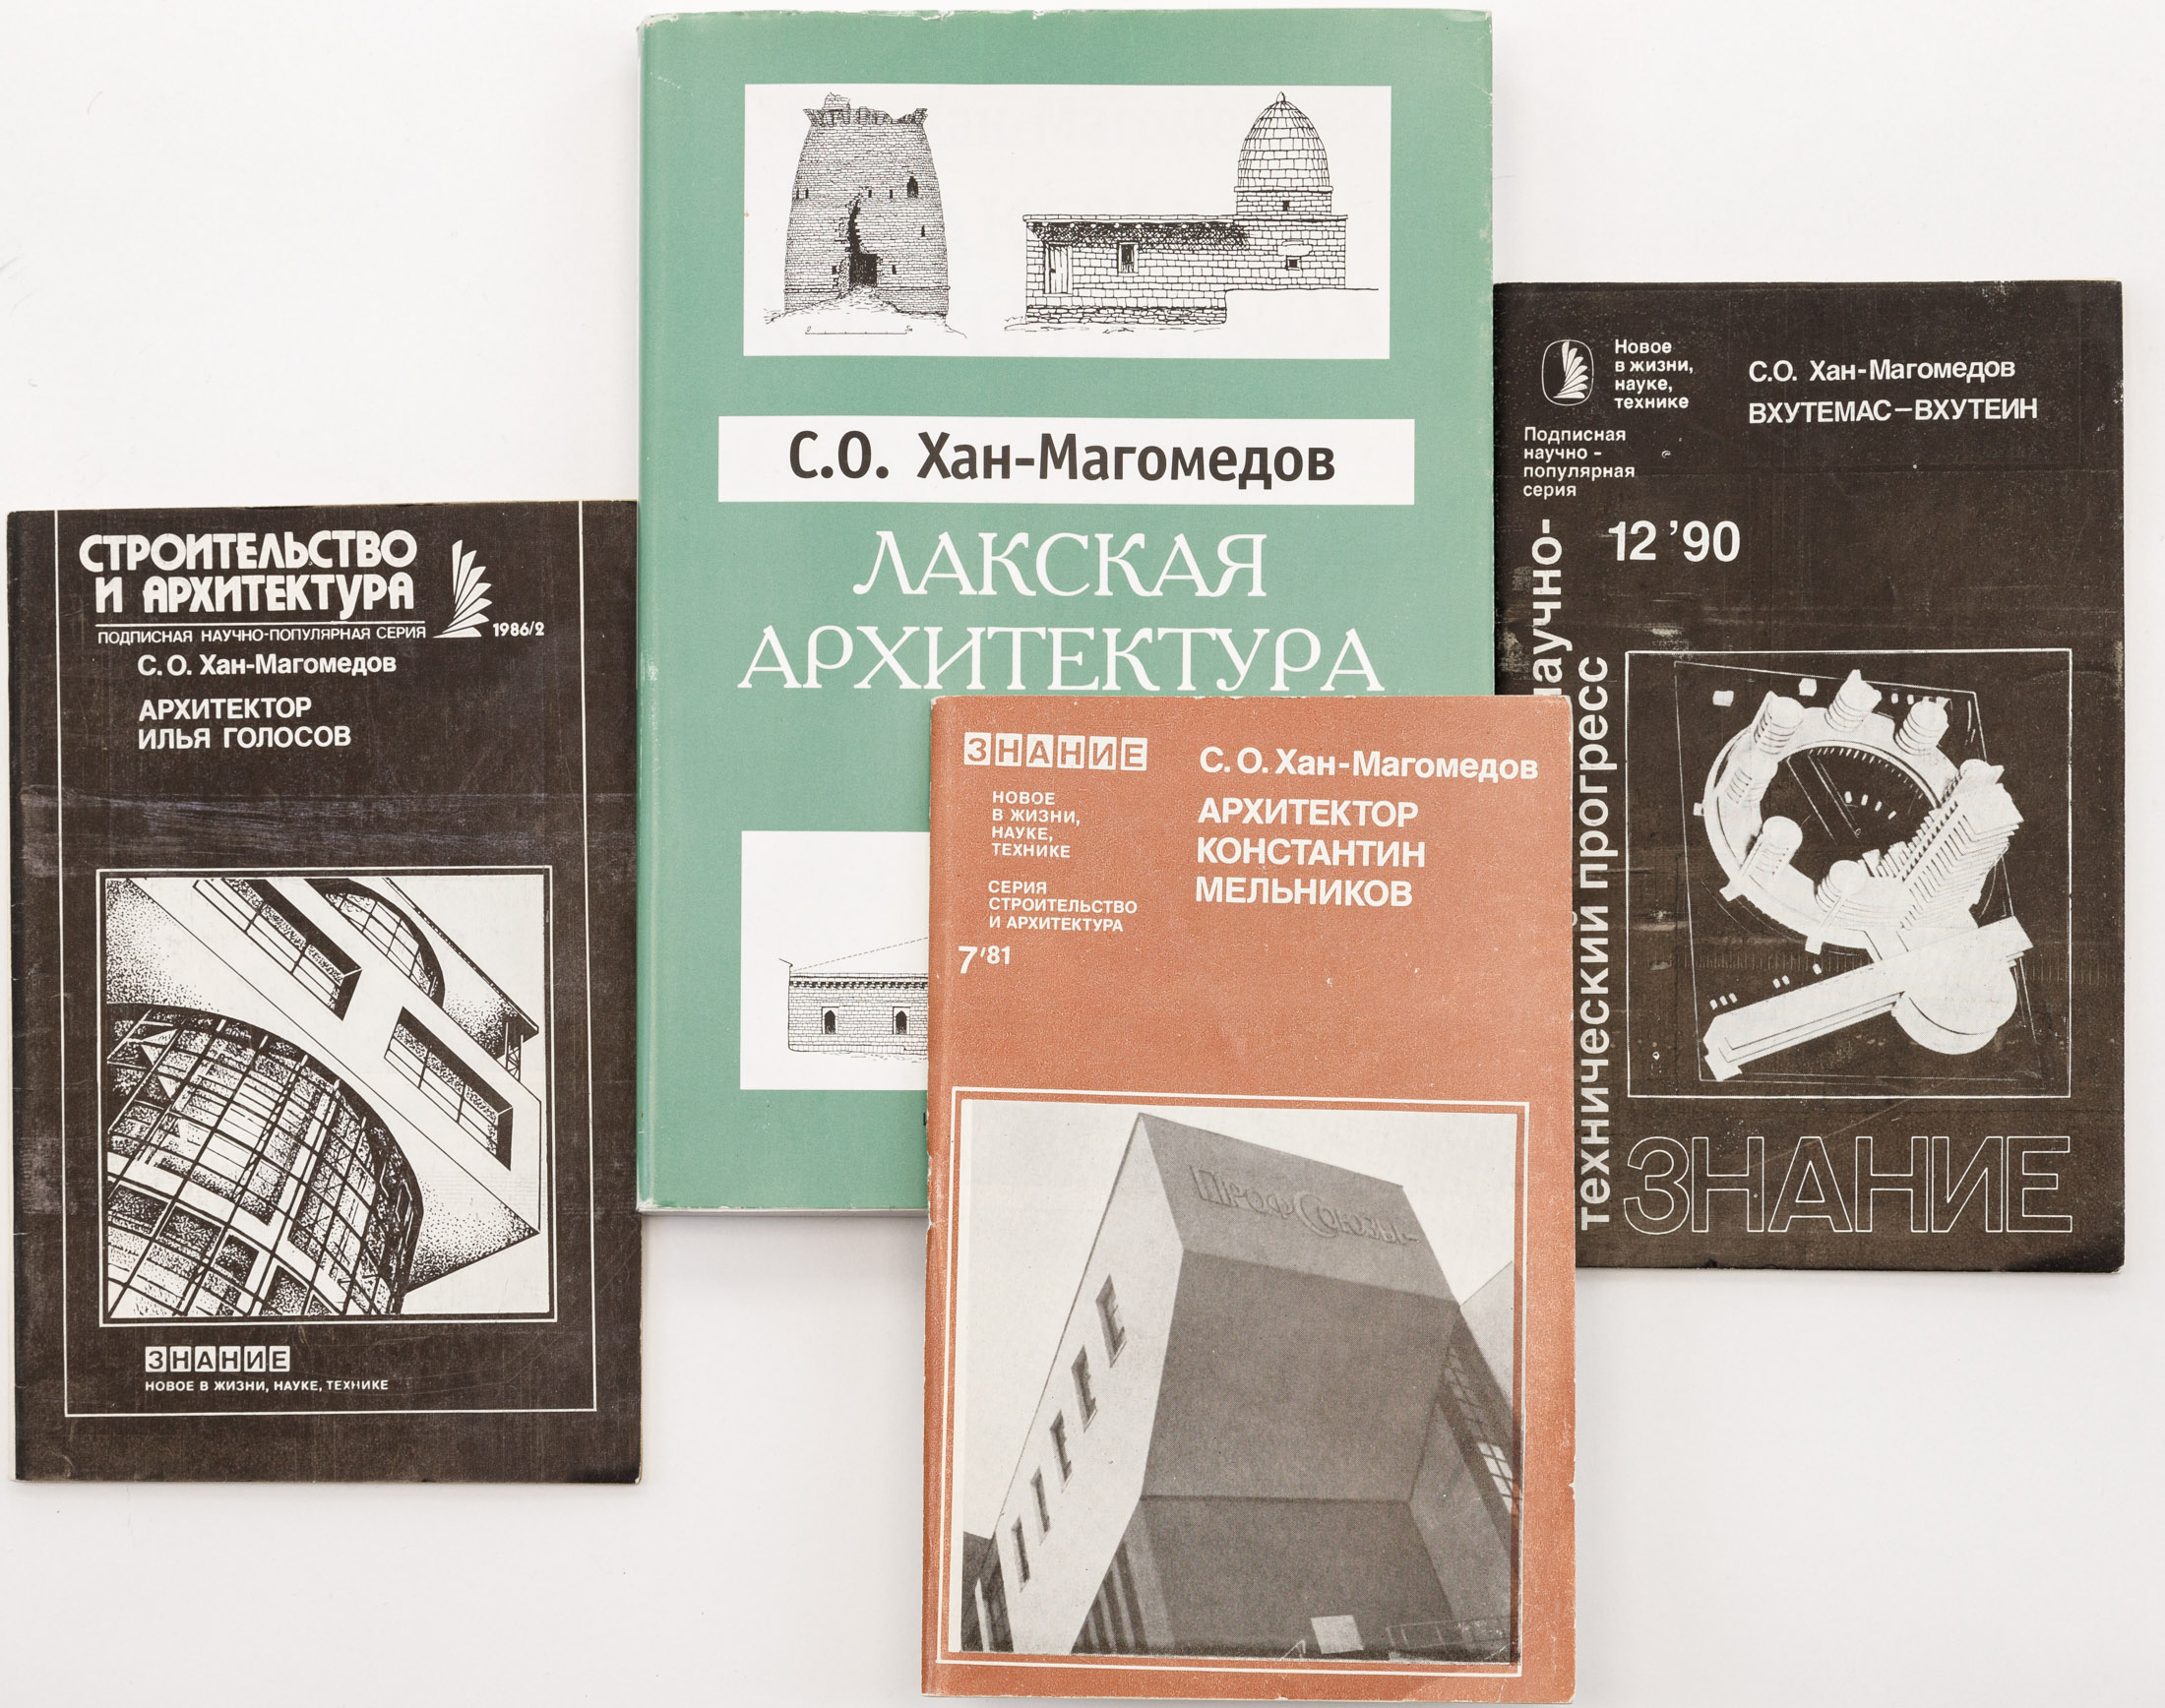 СТРОИТЕЛЬСТВО
И АРХИТЕКТУРА
ПОДПИСНАЯ НАУЧНО-ПОПУЛЯРНАЯ СЕРИЯ
1986/2
С. О. Хан-Магомедов
АРХИТЕКТОР
ИЛЬЯ ГОЛОСОВ
ЗНАНИЕ
НОВОЕ В ЖИЗНИ, НАУКЕ, ТЕХНИКЕ
С.О. Хан-Магомедов
ЛАКСКАЯ
АРХИТЕКТУРА
ЗНАНИЕ
НОВОЕ
В ЖИЗНИ,
НАУКЕ,
ТЕХНИКЕ
СЕРИЯ
СТРОИТЕЛЬСТВО
И АРХИТЕКТУРА
7'81
С. О. Хан-Магомедов
АРХИТЕКТОР
КОНСТАНТИН
МЕЛЬНИКОВ
ПРОФСОЮЗЫ-
Новое
в жизни,
науке,
технике
Подписная
научно-
популярная
серия
12 '90
С.О. Хан-Магомедов
ВХУТЕМАС—ВХУТЕИН
научно-
технический прогресс
ЗНАНИЕ